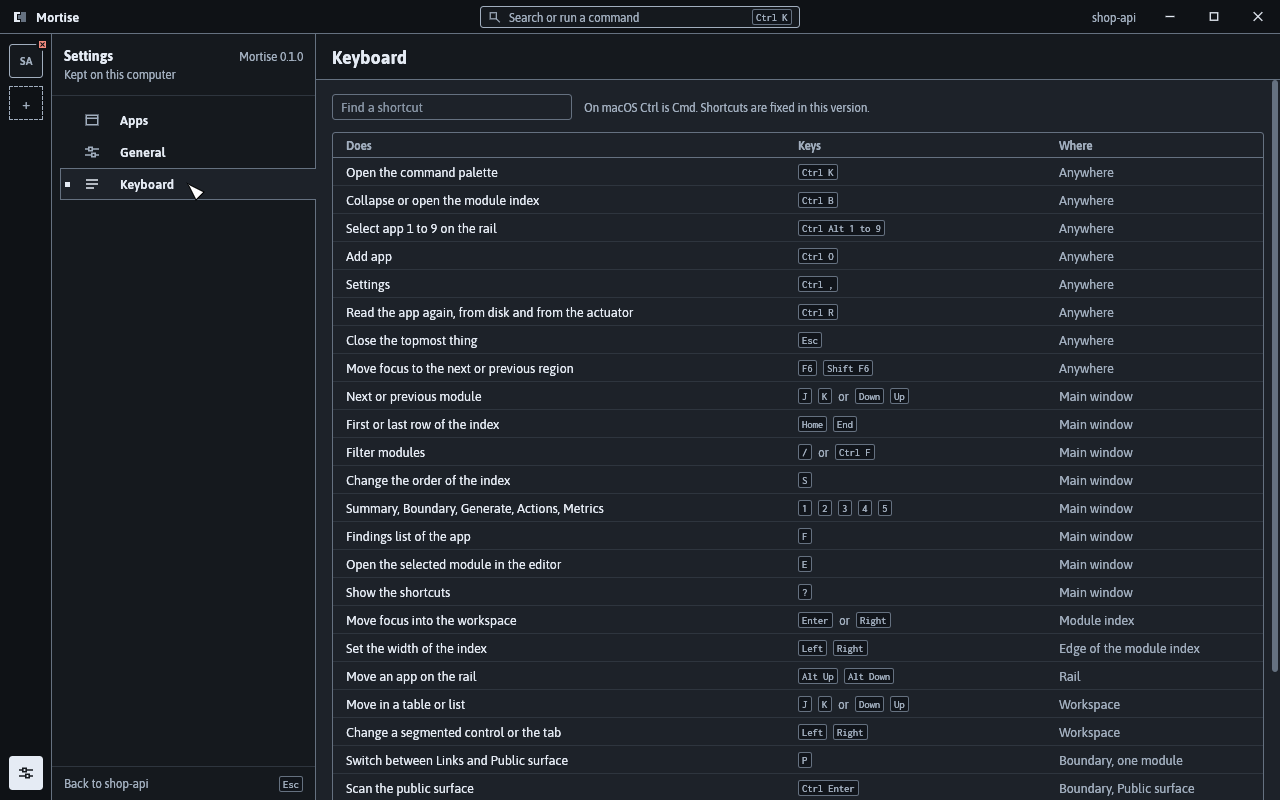 Mortise
Search or run a command Ctrl K
shop-api
SA
+
Settings Mortise 0.1.0
Kept on this computer
Apps
General
Keyboard
Back to shop-api Esc
Keyboard
Find a shortcut On macOS Ctrl is Cmd. Shortcuts are fixed in this version.
Does Keys Where
Open the command palette Ctrl K Anywhere
Collapse or open the module index Ctrl B Anywhere
Select app 1 to 9 on the rail Ctrl Alt 1 to 9 Anywhere
Add app Ctrl O Anywhere
Settings Ctrl , Anywhere
Read the app again, from disk and from the actuator Ctrl R Anywhere
Close the topmost thing Esc Anywhere
Move focus to the next or previous region F6 Shift F6 Anywhere
Next or previous module J K or Down Up Main window
First or last row of the index Home End Main window
Filter modules / or Ctrl F Main window
Change the order of the index S Main window
Summary, Boundary, Generate, Actions, Metrics 1 2 3 4 5 Main window
Findings list of the app F Main window
Open the selected module in the editor E Main window
Show the shortcuts ? Main window
Move focus into the workspace Enter or Right Module index
Set the width of the index Left Right Edge of the module index
Move an app on the rail Alt Up Alt Down Rail
Move in a table or list J K or Down Up Workspace
Change a segmented control or the tab Left Right Workspace
Switch between Links and Public surface P Boundary, one module
Scan the public surface Ctrl Enter Boundary, Public surface